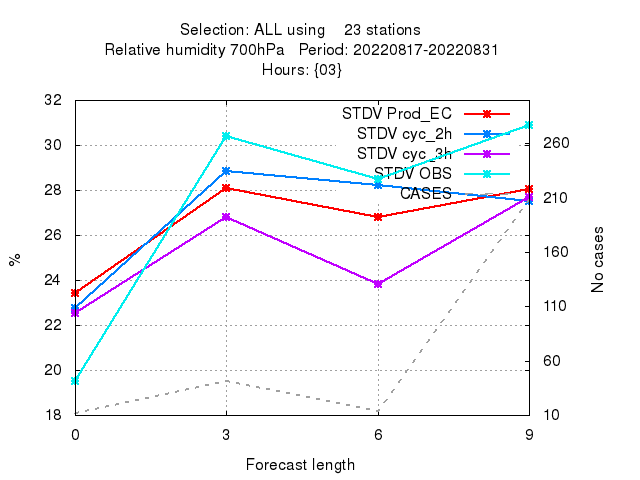 Selection: ALL using    23 stations
Relative humidity 700hPa   Period: 20220817-20220831
Hours: {03}
STDV Prod_EC
STDV cyc_2h
STDV cyc_3h
STDV OBS
CASES
32
30
28
26
24
22
20
18
%
260
210
160
110
60
10
No cases
0
3
6
9
Forecast length